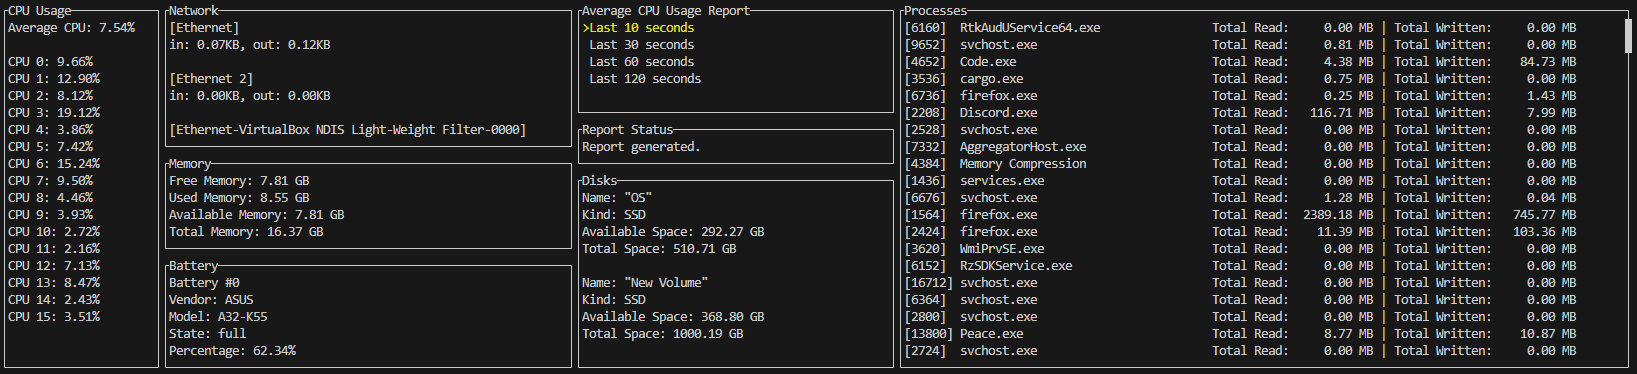 CPU Usage
Average CPU: 7.54%
CPU 0: 9.66%
CPU 1: 12.90%
CPU 2: 8.12%
CPU 3: 19.12%
CPU 4: 3.86%
CPU 5: 7.42%
CPU 6: 15.24%
CPU 7: 9.50%
CPU 8: 4.46%
CPU 9: 3.93%
CPU 10: 2.72%
CPU 11: 2.16%
CPU 12: 7.13%
CPU 13: 8.47%
CPU 14: 2.43%
CPU 15: 3.51%
Network
[Ethernet]
in: 0.07KB, out: 0.12KB
[Ethernet 2]
in: 0.00KB, out: 0.00KB
[Ethernet-VirtualBox NDIS Light-Weight Filter-0000]
Memory
Free Memory: 7.81 GB
Used Memory: 8.55 GB
Available Memory: 7.81 GB
Total Memory: 16.37 GB
Battery
Battery #0
Vendor: ASUS
Model: A32-K55
State: full
Percentage: 62.34%
Average CPU Usage Report
>Last 10 seconds
Last 30 seconds
Last 60 seconds
Last 120 seconds
Report Status
Report generated.
Disks
Name: "OS"
Kind: SSD
Available Space: 292.27 GB
Total Space: 510.71 GB
Name: "New Volume"
Kind: SSD
Available Space: 368.80 GB
Total Space: 1000.19 GB
Processes
[6160] RtkAudUService64.exe Total Read: 0.00 MB | Total Written: 0.00 MB
[9652] svchost.exe Total Read: 0.81 MB | Total Written: 0.00 MB
[4652] Code.exe Total Read: 4.38 MB | Total Written: 84.73 MB
[3536] cargo.exe Total Read: 0.75 MB | Total Written: 0.00 MB
[6736] firefox.exe Total Read: 0.25 MB | Total Written: 1.43 MB
[2208] Discord.exe Total Read: 116.71 MB | Total Written: 7.99 MB
[2528] svchost.exe Total Read: 0.00 MB | Total Written: 0.00 MB
[7332] AggregatorHost.exe Total Read: 0.00 MB | Total Written: 0.00 MB
[4384] Memory Compression Total Read: 0.00 MB | Total Written: 0.00 MB
[1436] services.exe Total Read: 0.00 MB | Total Written: 0.00 MB
[6676] svchost.exe Total Read: 1.28 MB | Total Written: 0.04 MB
[1564] firefox.exe Total Read: 2389.18 MB | Total Written: 745.77 MB
[2424] firefox.exe Total Read: 11.39 MB | Total Written: 103.36 MB
[3620] WmiPrvSE.exe Total Read: 0.00 MB | Total Written: 0.00 MB
[6152] RzSDKService.exe Total Read: 0.00 MB | Total Written: 0.00 MB
[16712] svchost.exe Total Read: 0.00 MB | Total Written: 0.00 MB
[6364] svchost.exe Total Read: 0.00 MB | Total Written: 0.00 MB
[2800] svchost.exe Total Read: 0.00 MB | Total Written: 0.00 MB
[13800] Peace.exe Total Read: 8.77 MB | Total Written: 10.87 MB
[2724] svchost.exe Total Read: 0.00 MB | Total Written: 0.00 MB